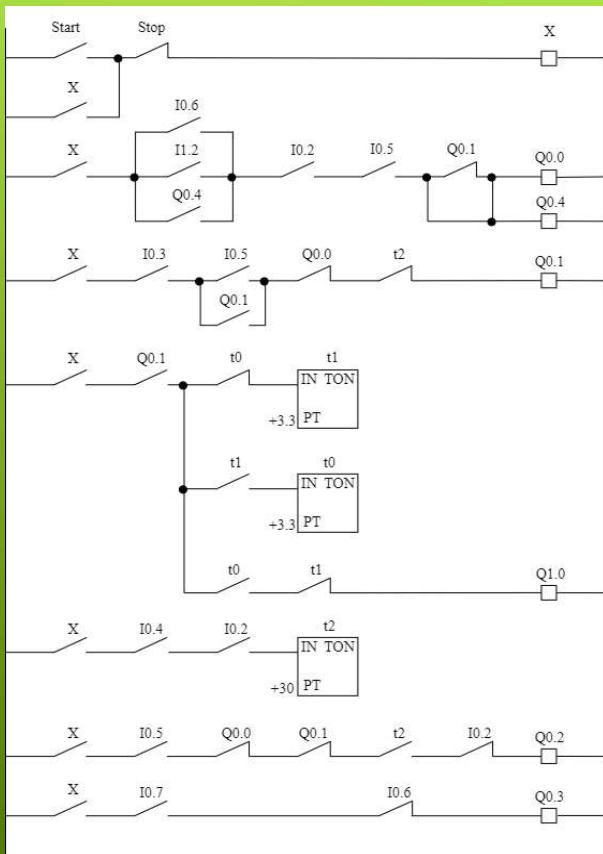 Start Stop X
X
I0.6
X I1.2 I0.2 I0.5 Q0.1 Q0.0
Q0.4 Q0.4
X I0.3 I0.5 Q0.0 t2 Q0.1
Q0.1
X Q0.1 t0 t1
IN TON
+3.3 PT
t1 t0
IN TON
+3.3 PT
t0 t1 Q1.0
X I0.4 I0.2 t2
IN TON
+30 PT
X I0.5 Q0.0 Q0.1 t2 I0.2 Q0.2
X I0.7 I0.6 Q0.3